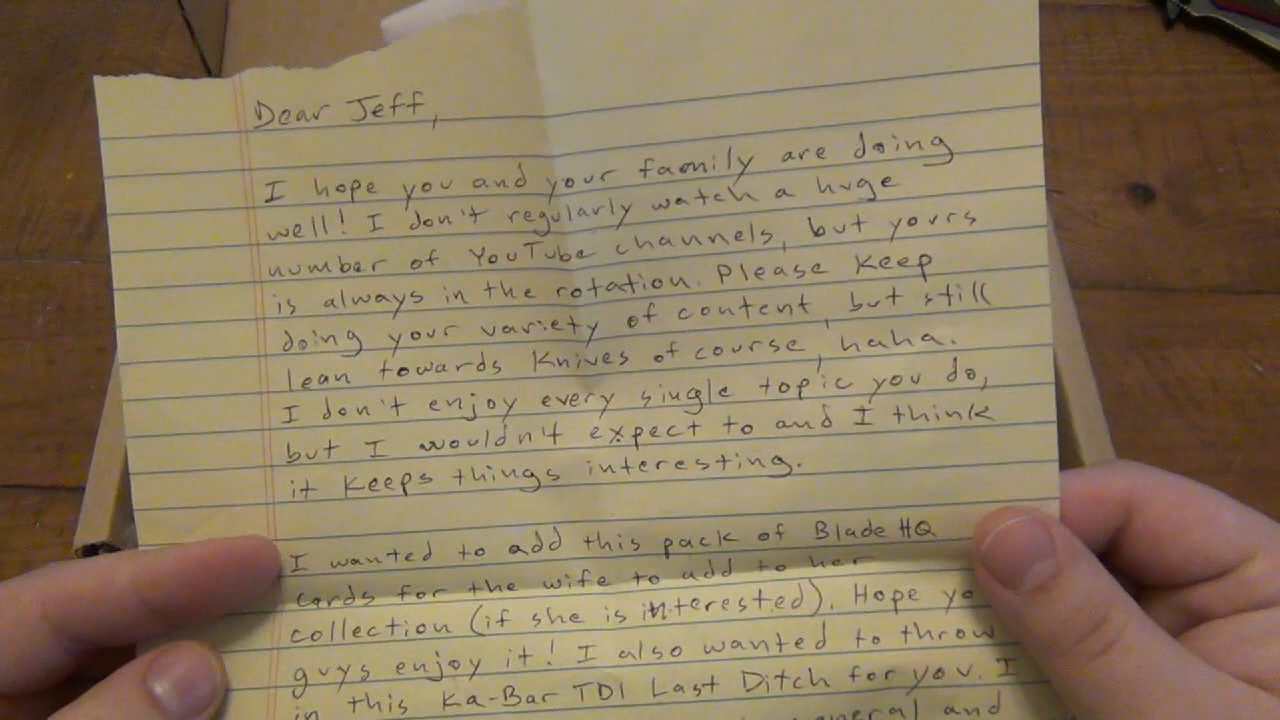 Dear Jeff,
I hope you and your family are doing
well! I don't regularly watch a huge
number of YouTube channels, but yours
is always in the rotation. Please keep
doing your variety of content, but still
lean towards knives of course, haha.
I don't enjoy every single topic you do,
but I wouldn't expect to and I think
it keeps things interesting.
I wanted to add this pack of Blade HQ
cards for the wife to add to her
collection (if she is interested). Hope yo
guys enjoy it! I also wanted to throw
in this Ka-Bar TDI Last Ditch for you. I
and